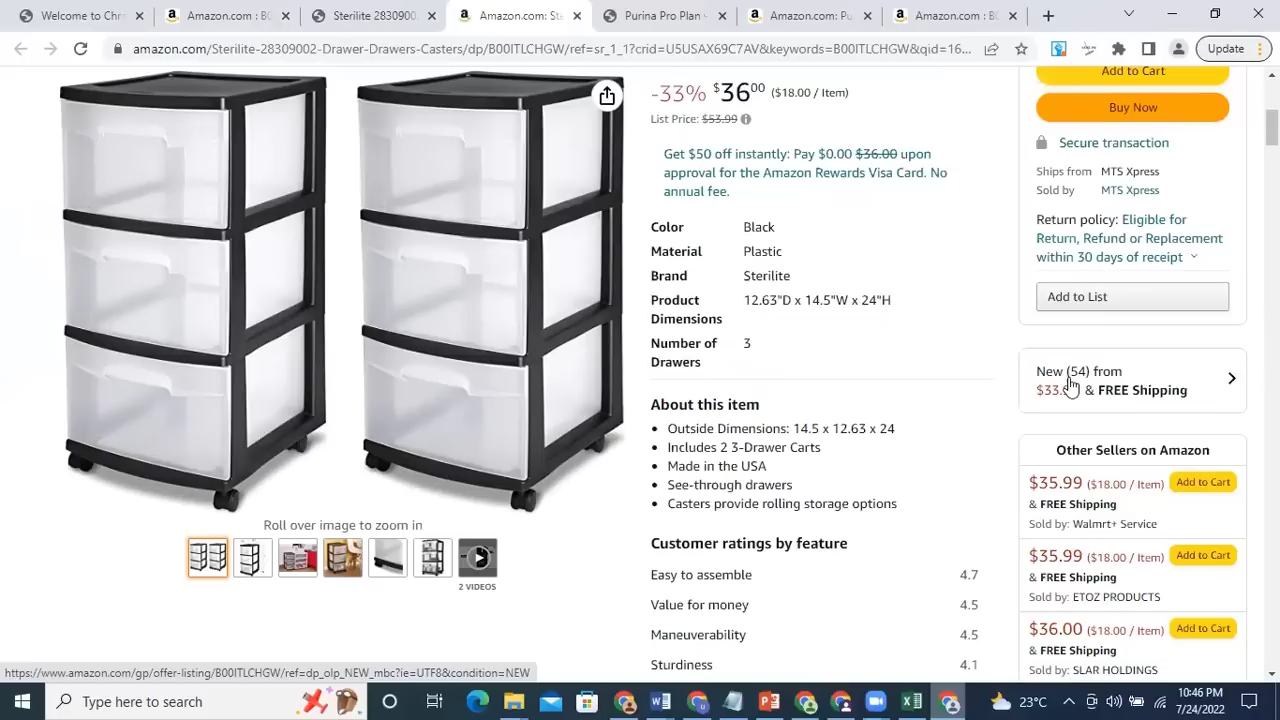 Welcome to Chr
Amazon.com : B0
Sterilite 2830900
Amazon.com: Ste
Purina Pro Plan -
Amazon.com: Pu
Amazon.com : B0
amazon.com/Sterilite-28309002-Drawer-Drawers-Casters/dp/B00ITLCHGW/ref=sr_1_1?crid=U5USAX69C7AV&keywords=B00ITLCHGW&qid=16...
Update
-33% $36 00 ($18.00 / Item)
List Price: $53.99
Get $50 off instantly: Pay $0.00 $36.00 upon
approval for the Amazon Rewards Visa Card. No
annual fee.
Color Black
Material Plastic
Brand Sterilite
Product Dimensions 12.63"D x 14.5"W x 24"H
Number of Drawers 3
About this item
• Outside Dimensions: 14.5 x 12.63 x 24
• Includes 2 3-Drawer Carts
• Made in the USA
• See-through drawers
• Casters provide rolling storage options
Customer ratings by feature
Easy to assemble 4.7
Value for money 4.5
Maneuverability 4.5
Sturdiness 4.1
Roll over image to zoom in
2 VIDEOS
Add to Cart
Buy Now
Secure transaction
Ships from MTS Xpress
Sold by MTS Xpress
Return policy: Eligible for
Return, Refund or Replacement
within 30 days of receipt
Add to List
New (54) from
& FREE Shipping
Other Sellers on Amazon
$35.99 ($18.00 / Item) Add to Cart
& FREE Shipping
Sold by: Walmrt+ Service
$35.99 ($18.00 / Item) Add to Cart
& FREE Shipping
Sold by: ETOZ PRODUCTS
$36.00 ($18.00 / Item) Add to Cart
& FREE Shipping
Sold by: SLAR HOLDINGS
https://www.amazon.com/gp/offer-listing/B00ITLCHGW/ref=dp_olp_NEW_mbc?ie=UTF8&condition=NEW
Type here to search
23°C
10:46 PM
7/24/2022